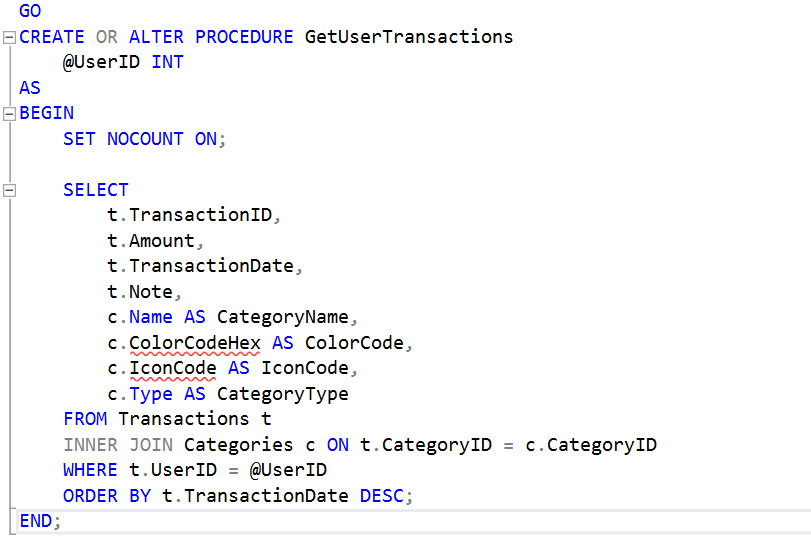 GO
CREATE OR ALTER PROCEDURE GetUserTransactions
    @UserID INT
AS
BEGIN
    SET NOCOUNT ON;

    SELECT
        t.TransactionID,
        t.Amount,
        t.TransactionDate,
        t.Note,
        c.Name AS CategoryName,
        c.ColorCodeHex AS ColorCode,
        c.IconCode AS IconCode,
        c.Type AS CategoryType
    FROM Transactions t
    INNER JOIN Categories c ON t.CategoryID = c.CategoryID
    WHERE t.UserID = @UserID
    ORDER BY t.TransactionDate DESC;
END;